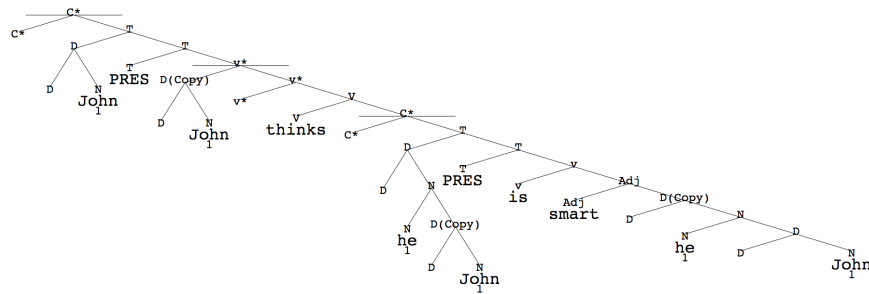 C*
C* T
D T
D N T v*
John PRES D(Copy) v*
1
D N v* V
John V C*
1 thinks
C* T
D T
D N T v
PRES
N D(Copy) v Adj
he is
1
D N Adj D(Copy)
John smart
1
D N
N D
he
1
D N
John
1